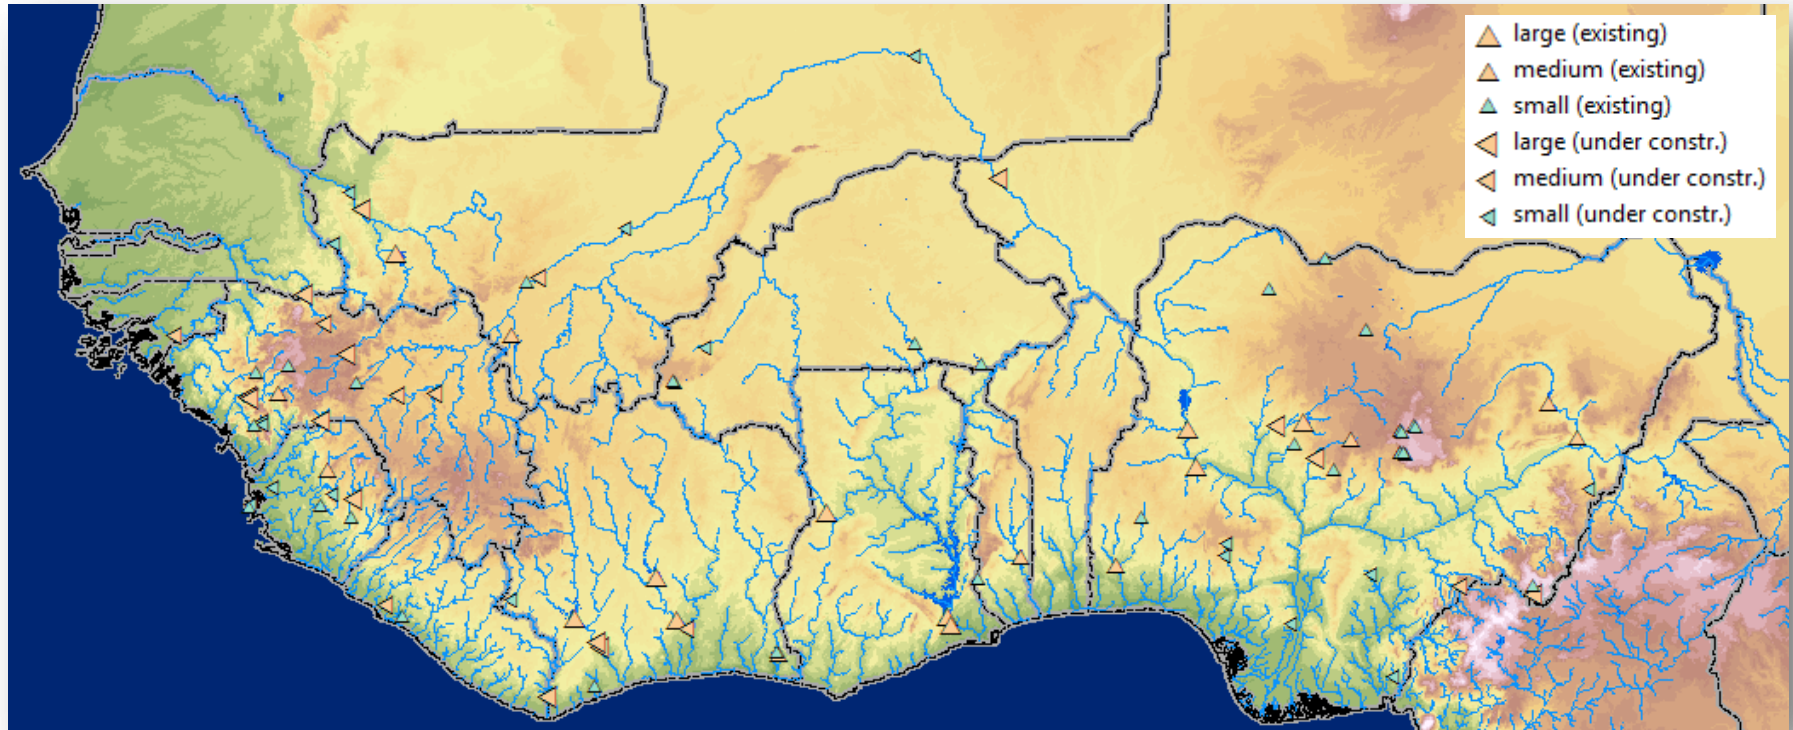 large (existing)
medium (existing)
small (existing)
large (under constr.)
medium (under constr.)
small (under constr.)